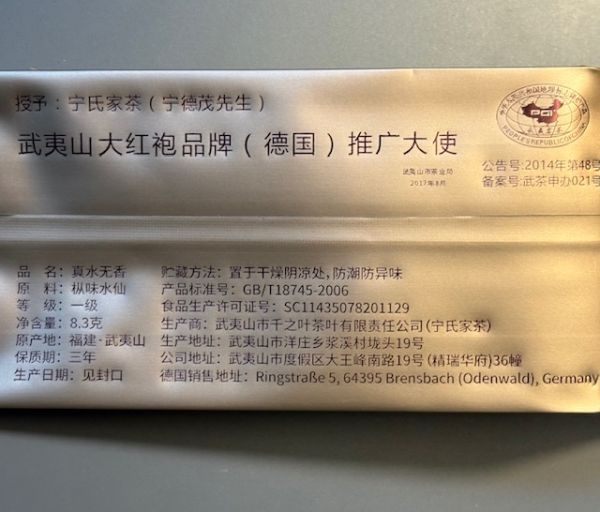 授予：宁氏家茶（宁德茂先生）
武夷山大红袍品牌（德国）推广大使
武夷山市茶业局
2017年8月
PGI
PEOPLE'S REPUBLIC OF
公告号:2014年第48号
备案号:武茶申办021号
品　名：真水无香
原　料：枞味水仙
等　级：一级
净含量：8.3克
原产地：福建·武夷山
保质期：三年
生产日期：见封口
贮藏方法：置于干燥阴凉处，防潮防异味
产品标准号：GB/T18745-2006
食品生产许可证号：SC11435078201129
生产商：武夷山市千之叶茶叶有限责任公司(宁氏家茶)
生产地址：武夷山市洋庄乡浆溪村垅头19号
公司地址：武夷山市度假区大王峰南路19号(精瑞华府)36幢
德国销售地址：Ringstraße 5, 64395 Brensbach (Odenwald), Germany